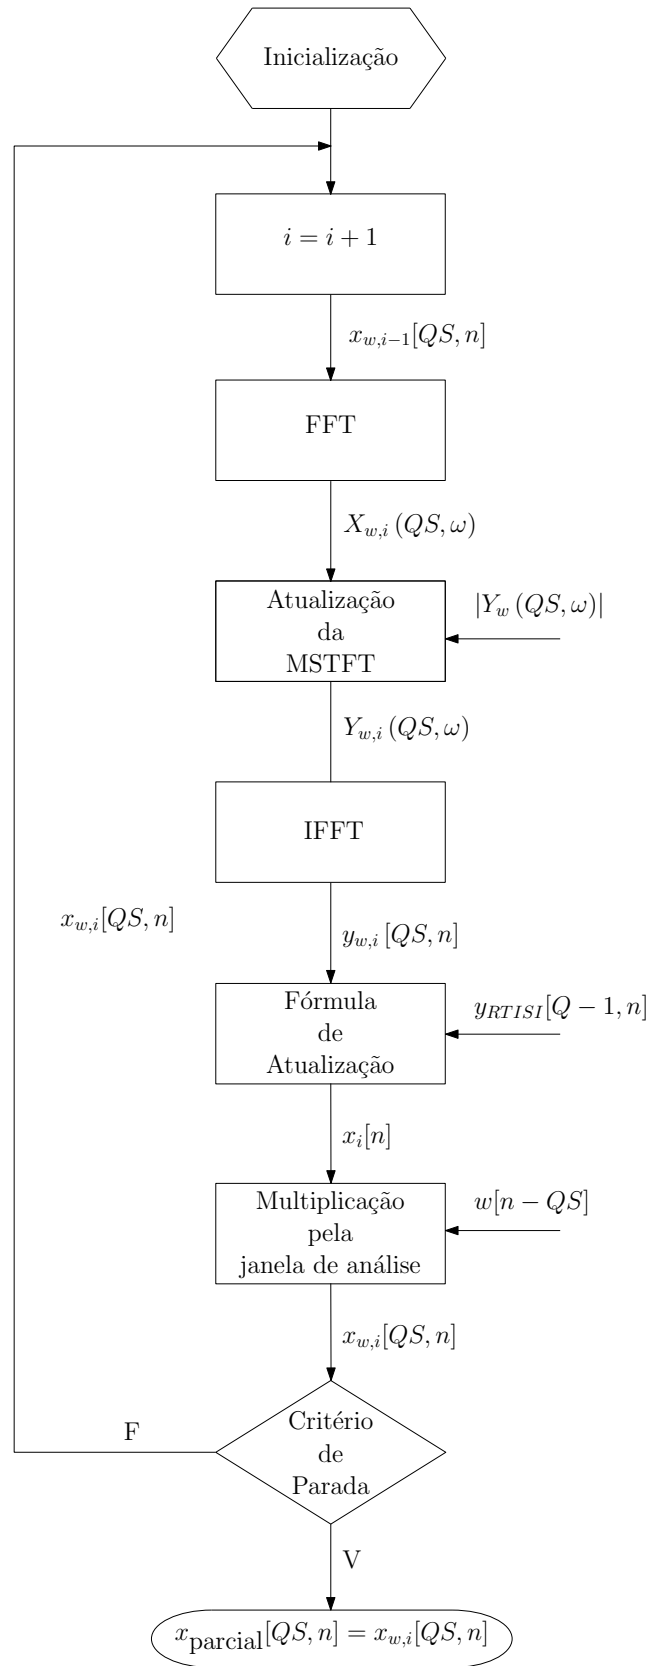 Inicialização
i = i + 1
x_{w,i−1}[QS, n]
FFT
X_{w,i} (QS, ω)
Atualização
da
MSTFT
|Y_w (QS, ω)|
Y_{w,i} (QS, ω)
IFFT
x_{w,i}[QS, n]
y_{w,i} [QS, n]
Fórmula
de
Atualização
y_{RTISI}[Q − 1, n]
x_i[n]
Multiplicação
pela
janela de análise
w[n − QS]
x_{w,i}[QS, n]
F
Critério
de
Parada
V
x_{parcial}[QS, n] = x_{w,i}[QS, n]